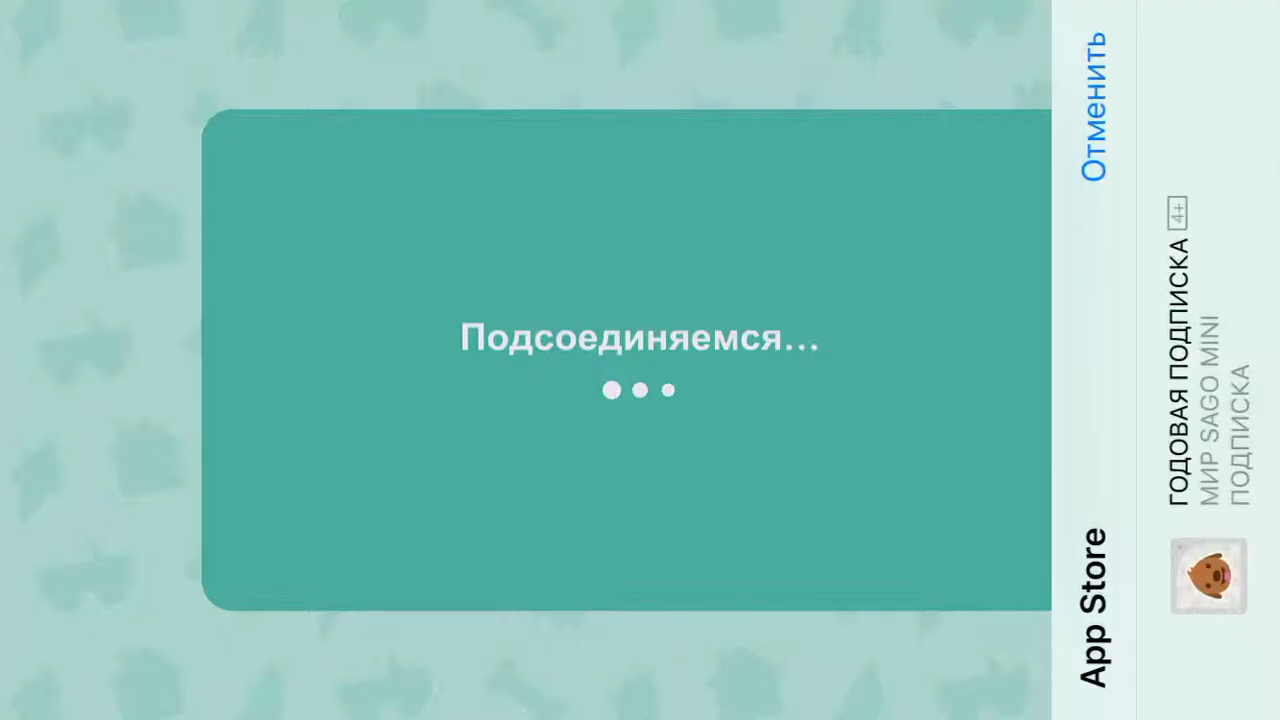 Подсоединяемся...
App Store
Отменить
ГОДОВАЯ ПОДПИСКА 4+
МИР SAGO MINI
ПОДПИСКА